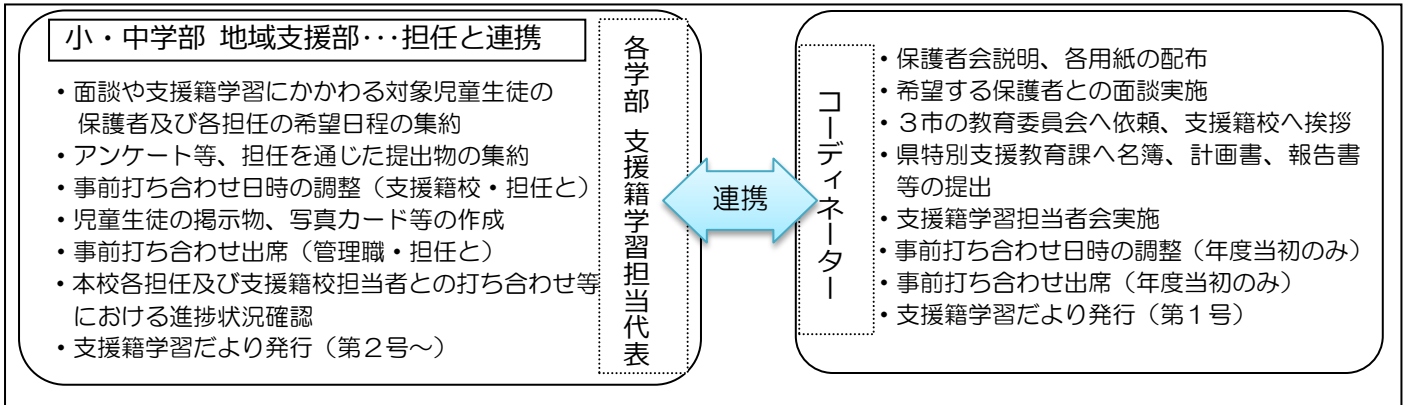 小・中学部 地域支援部･･･担任と連携
・面談や支援籍学習にかかわる対象児童生徒の
保護者及び各担任の希望日程の集約
・アンケート等、担任を通じた提出物の集約
・事前打ち合わせ日時の調整（支援籍校・担任と）
・児童生徒の掲示物、写真カード等の作成
・事前打ち合わせ出席（管理職・担任と）
・本校各担任及び支援籍校担当者との打ち合わせ等
における進捗状況確認
・支援籍学習だより発行（第２号～）
各学部 支援籍学習担当代表
連携
コーディネーター
・保護者会説明、各用紙の配布
・希望する保護者との面談実施
・３市の教育委員会へ依頼、支援籍校へ挨拶
・県特別支援教育課へ名簿、計画書、報告書
等の提出
・支援籍学習担当者会実施
・事前打ち合わせ日時の調整（年度当初のみ）
・事前打ち合わせ出席（年度当初のみ）
・支援籍学習だより発行（第１号）